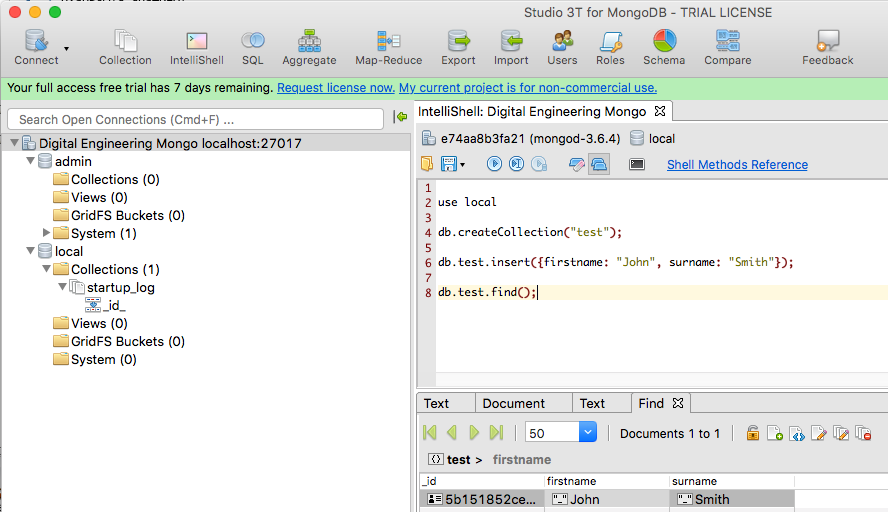 Studio 3T for MongoDB - TRIAL LICENSE
Connect Collection IntelliShell SQL Aggregate Map-Reduce Export Import Users Roles Schema Compare Feedback
Your full access free trial has 7 days remaining. Request license now. My current project is for non-commercial use.
Search Open Connections (Cmd+F) ...
Digital Engineering Mongo localhost:27017
admin
Collections (0)
Views (0)
GridFS Buckets (0)
System (1)
local
Collections (1)
startup_log
_id_
Views (0)
GridFS Buckets (0)
System (0)
IntelliShell: Digital Engineering Mongo
e74aa8b3fa21 (mongod-3.6.4) local
Shell Methods Reference
1
2 use local
3
4 db.createCollection("test");
5
6 db.test.insert({firstname: "John", surname: "Smith"});
7
8 db.test.find();
Text Document Text Find
50 Documents 1 to 1
test > firstname
_id firstname surname
5b151852ce... John Smith